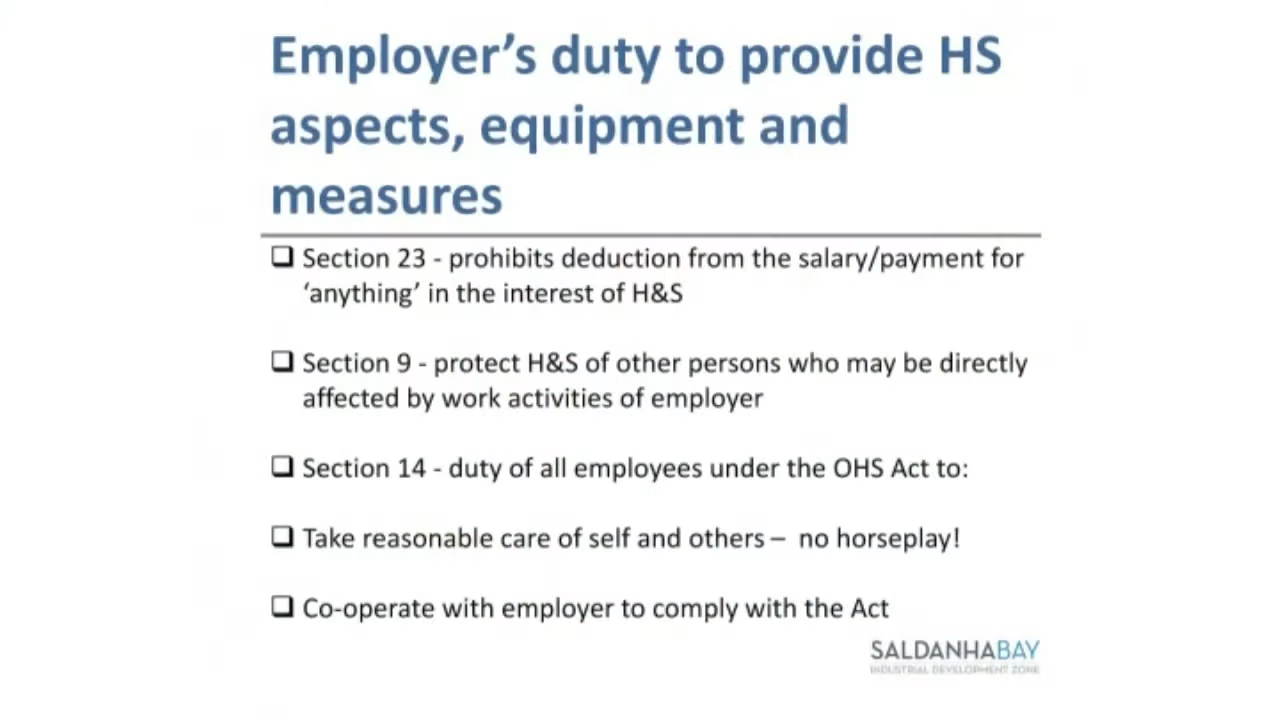 Employer’s duty to provide HS
aspects, equipment and
measures
❑ Section 23 - prohibits deduction from the salary/payment for
‘anything’ in the interest of H&S
❑ Section 9 - protect H&S of other persons who may be directly
affected by work activities of employer
❑ Section 14 - duty of all employees under the OHS Act to:
❑ Take reasonable care of self and others – no horseplay!
❑ Co-operate with employer to comply with the Act
SALDANHABAY
INDUSTRIAL DEVELOPMENT ZONE